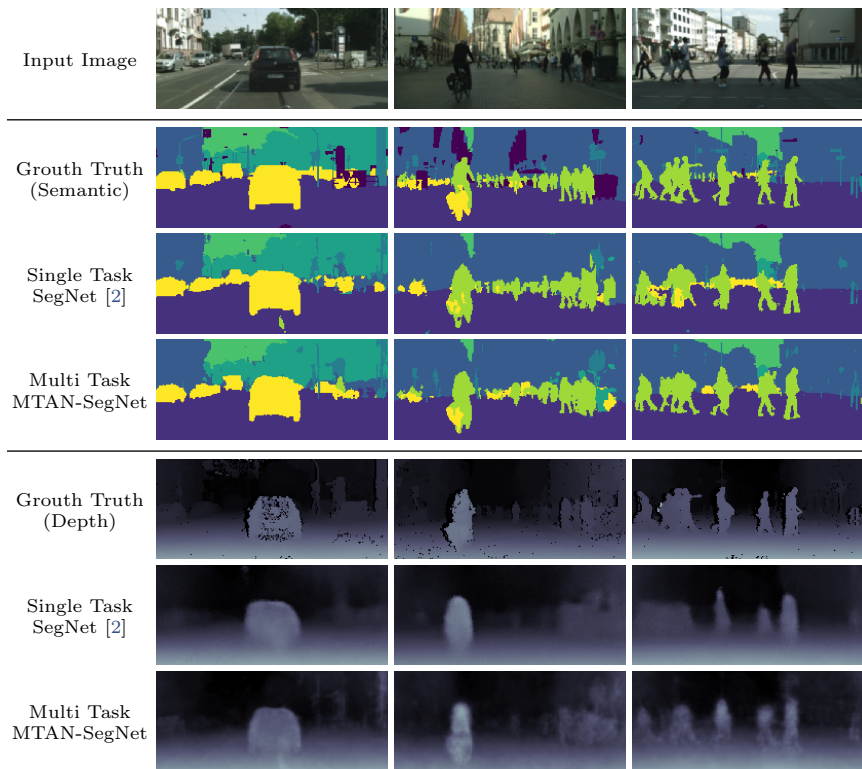 Input Image
Grouth Truth
(Semantic)
Single Task
SegNet [2]
Multi Task
MTAN-SegNet
Grouth Truth
(Depth)
Single Task
SegNet [2]
Multi Task
MTAN-SegNet